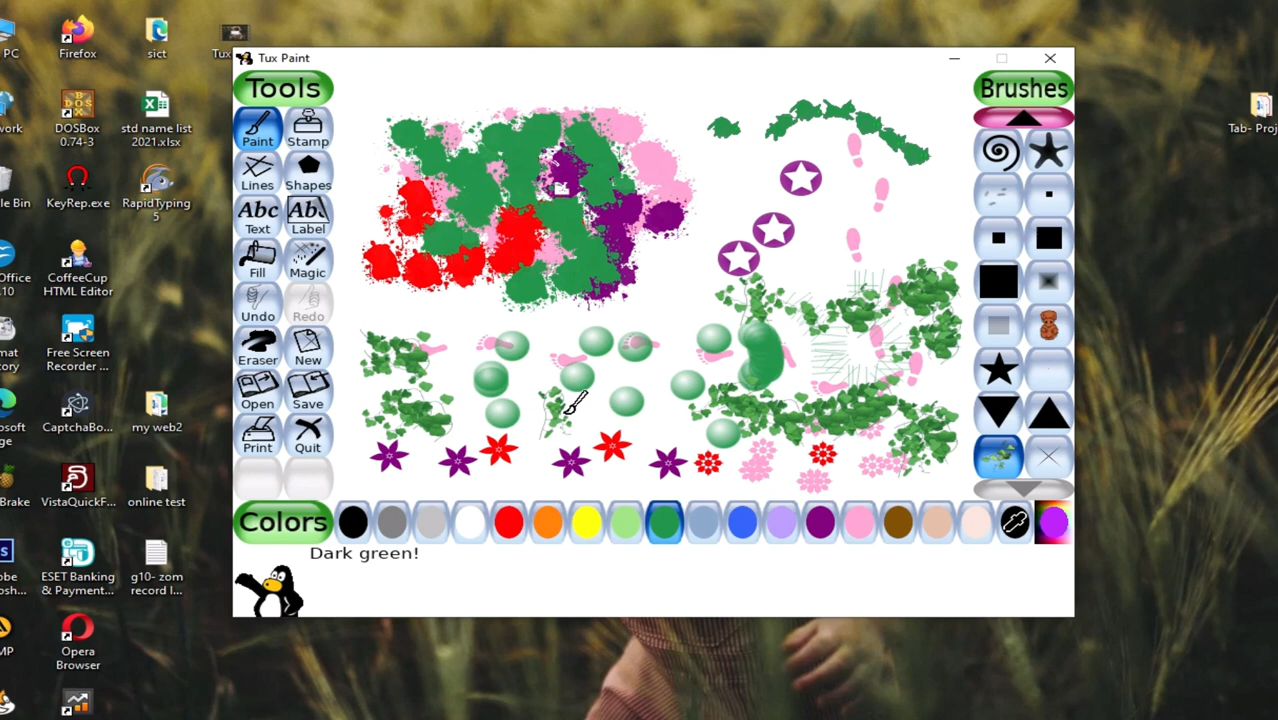 PC
Firefox
sict
Tux
work
DOSBox
0.74-3
std name list
2021.xlsx
KeyRep.exe
RapidTyping
5
CoffeeCup
HTML Editor
Free Screen
Recorder ...
CaptchaBo...
my web2
VistaQuickF...
online test
ESET Banking
& Payment...
g10- zom
record l...
Opera
Browser
Tab- Proj
Tux Paint
Tools
Paint
Stamp
Lines
Shapes
Abc
Text
Abc
Label
Fill
Magic
Undo
Redo
Eraser
New
Open
Save
Print
Quit
Brushes
Colors
Dark green!